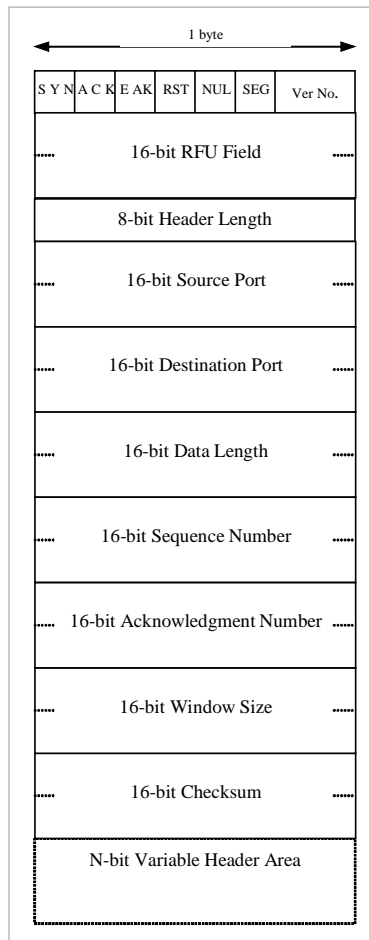 1 byte
S Y N A C K E AK RST NUL SEG Ver No.
16-bit RFU Field
8-bit Header Length
16-bit Source Port
16-bit Destination Port
16-bit Data Length
16-bit Sequence Number
16-bit Acknowledgment Number
16-bit Window Size
16-bit Checksum
N-bit Variable Header Area